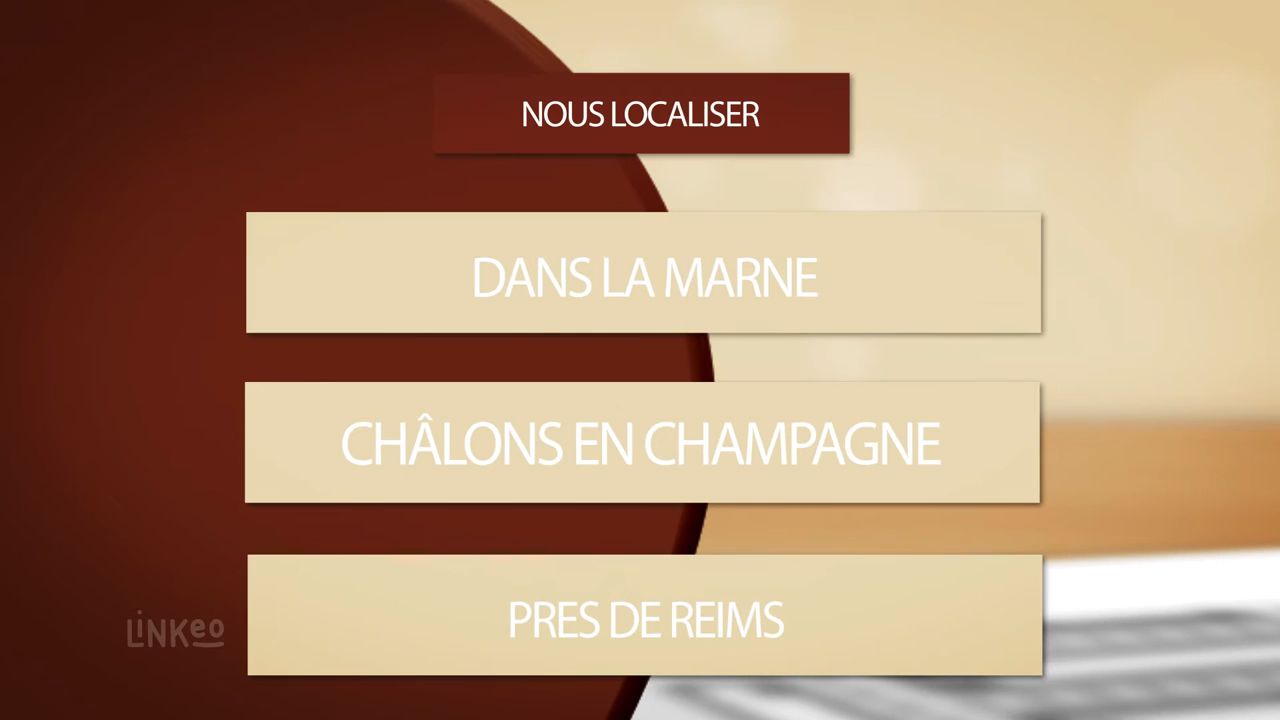 NOUS LOCALISER
DANS LA MARNE
CHÂLONS EN CHAMPAGNE
PRES DE REIMS
LiNKeo